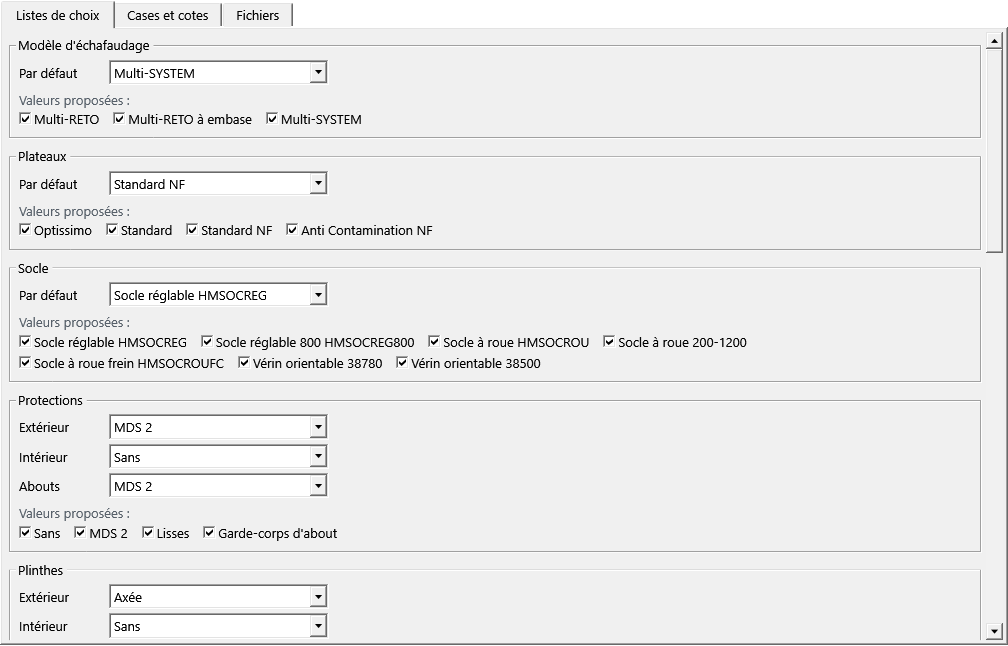 Listes de choix Cases et cotes Fichiers
Modèle d'échafaudage
Par défaut Multi-SYSTEM
Valeurs proposées :
Multi-RETO Multi-RETO à embase Multi-SYSTEM
Plateaux
Par défaut Standard NF
Valeurs proposées :
Optissimo Standard Standard NF Anti Contamination NF
Socle
Par défaut Socle réglable HMSOCREG
Valeurs proposées :
Socle réglable HMSOCREG Socle réglable 800 HMSOCREG800 Socle à roue HMSOCROU Socle à roue 200-1200
Socle à roue frein HMSOCROUFC Vérin orientable 38780 Vérin orientable 38500
Protections
Extérieur MDS 2
Intérieur Sans
Abouts MDS 2
Valeurs proposées :
Sans MDS 2 Lisses Garde-corps d'about
Plinthes
Extérieur Axée
Intérieur Sans